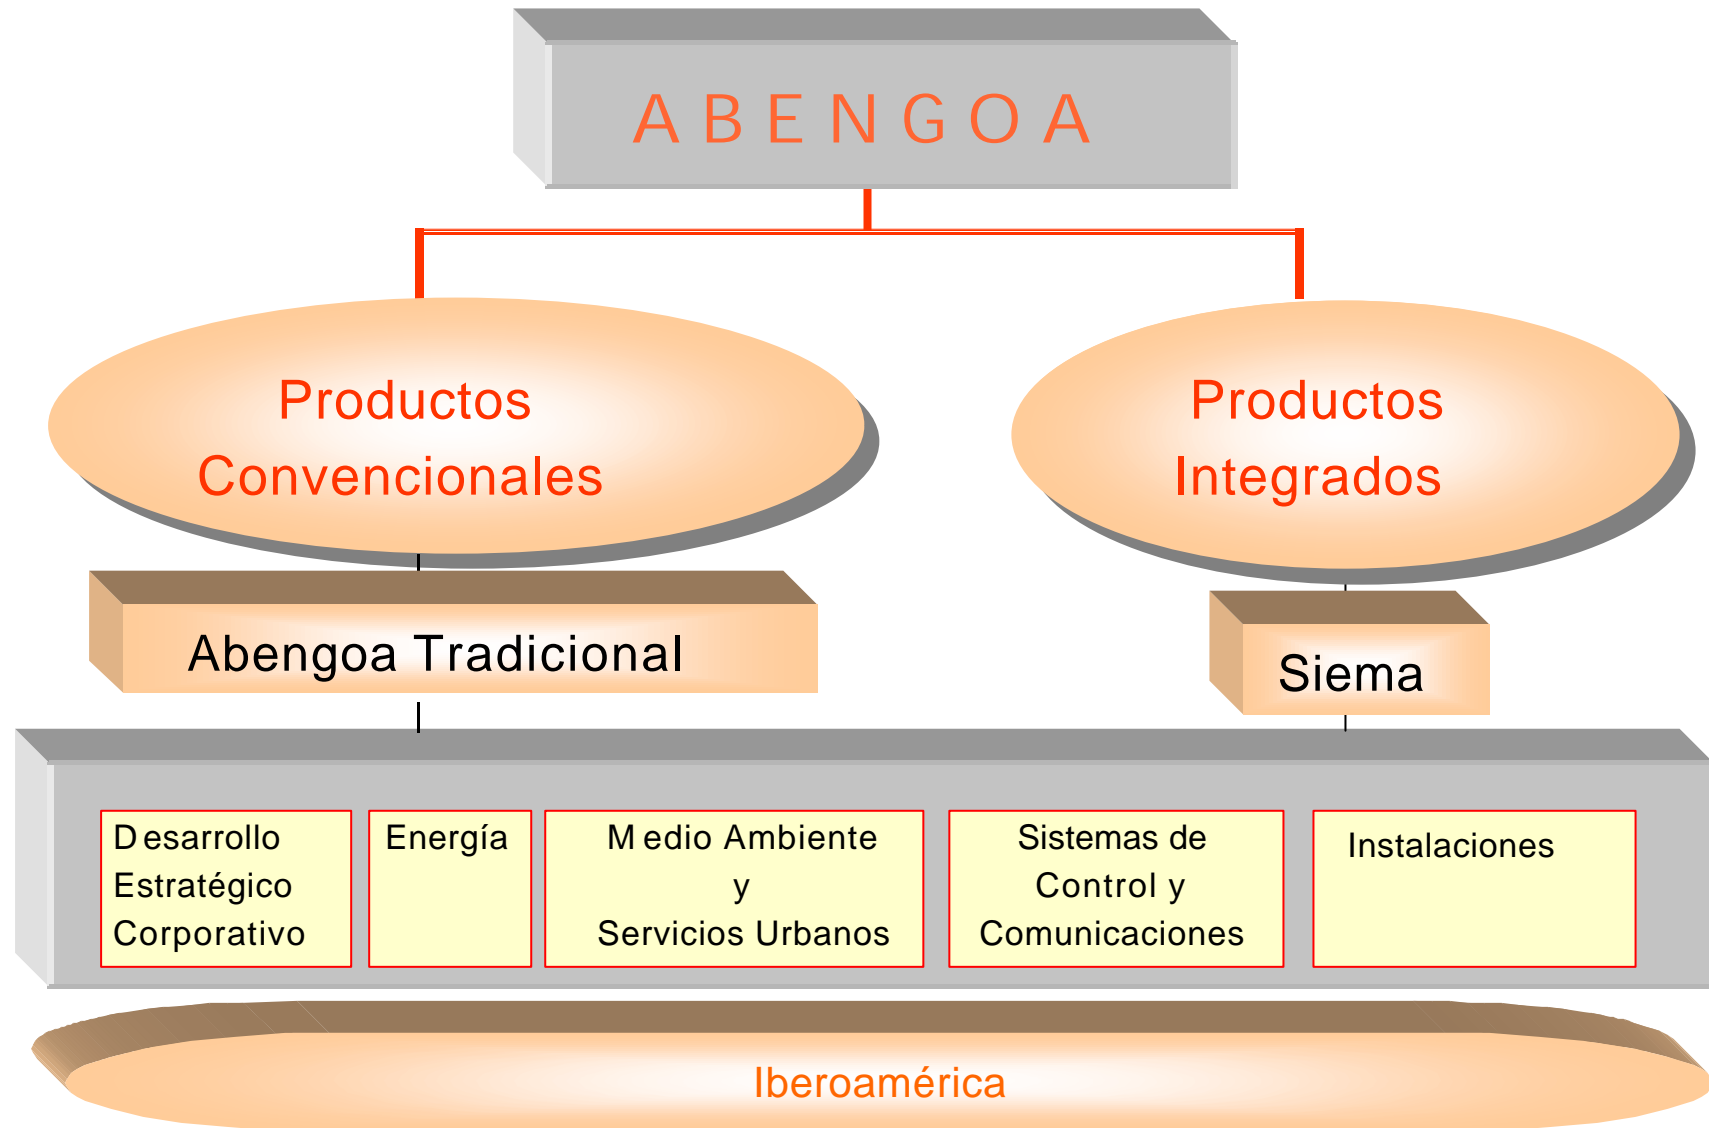 ABENGOA
Productos
Convencionales
Productos
Integrados
Abengoa Tradicional
Siema
Desarrollo
Estratégico
Corporativo
Energía
Medio Ambiente
y
Servicios Urbanos
Sistemas de
Control y
Comunicaciones
Instalaciones
Iberoamérica